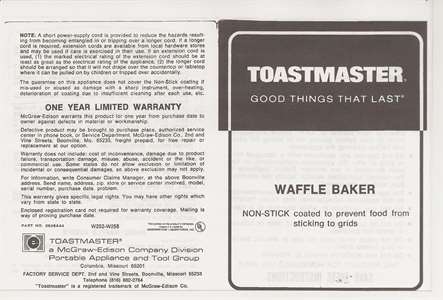 NOTE: A short power-supply cord is provided to reduce the hazards result-
ing from becoming entangled in or tripping over a longer cord. If a longer
cord is required, extension cords are available from local hardware stores
and may be used if care is exercised in their use. If an extension cord is
used, (1) the marked electrical rating of the extension cord should be at
least as great as the electrical rating of the appliance, (2) the longer cord
should be arranged so that it will not drape over the countertop or tabletop
where it can be pulled on by children or tripped over accidentally.
The guarantee on this appliance does not cover the Non-Stick coating if
mis-used or abused as damage with a sharp instrument, over-heating,
deterioration of coating due to insufficient cleaning after each use, etc.
ONE YEAR LIMITED WARRANTY
McGraw-Edison warrants this product for one year from purchase date to
owner against defects in material or workmanship.
Defective product may be brought to purchase place, authorized service
center in phone book, or Service Department, McGraw-Edison Co., 2nd and
Vine Streets, Boonville, Mo. 65233, freight prepaid, for free repair or
replacement at our option.
Warranty does not include: cost of inconvenience, damage due to product
failure, transportation damage, misuse, abuse, accident or the like, or
commercial use. Some states do not allow exclusion or limitation of
incidental or consequential damages, so above exclusion may not apply.
For information, write Consumer Claims Manager, at the above Boonville
address. Send name, address, zip, store or service center involved, model,
serial number, purchase date, problem.
This warranty gives specific legal rights. You may have other rights which
vary from state to state.
Enclosed registration card not required for warranty coverage. Mailing is
way of proving purchase date.
PART NO.
W252-W258
TOASTMASTER®
a McGraw-Edison Company Division
Portable Appliance and Tool Group
Columbia, Missouri 65201
FACTORY SERVICE DEPT: 2nd and Vine Streets, Boonville, Missouri 65233
Telephone (816) 882-2764
"Toastmaster" is a registered trademark of McGraw-Edison Co.
TOASTMASTER®
GOOD THINGS THAT LAST®
WAFFLE BAKER
NON-STICK coated to prevent food from
sticking to grids